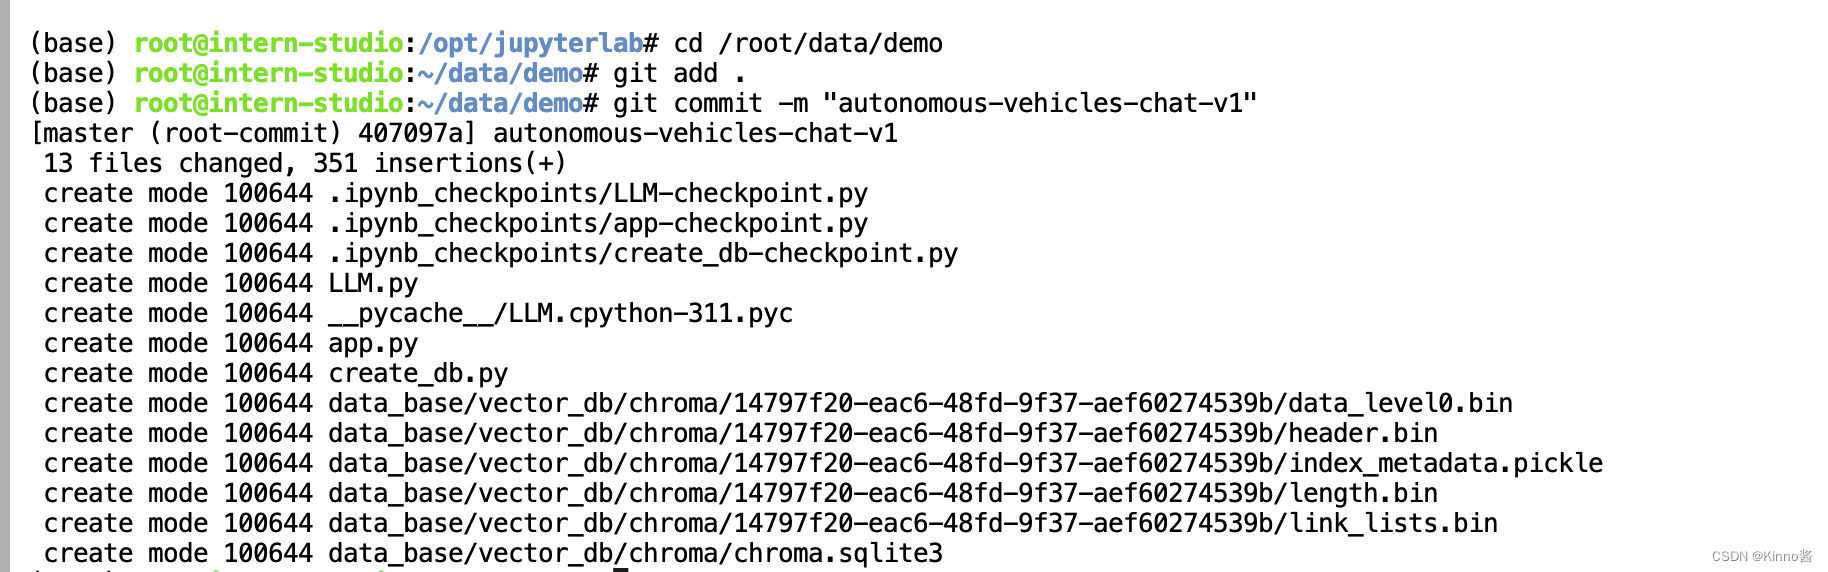 (base) root@intern-studio:/opt/jupyterlab# cd /root/data/demo
(base) root@intern-studio:~/data/demo# git add .
(base) root@intern-studio:~/data/demo# git commit -m "autonomous-vehicles-chat-v1"
[master (root-commit) 407097a] autonomous-vehicles-chat-v1
 13 files changed, 351 insertions(+)
 create mode 100644 .ipynb_checkpoints/LLM-checkpoint.py
 create mode 100644 .ipynb_checkpoints/app-checkpoint.py
 create mode 100644 .ipynb_checkpoints/create_db-checkpoint.py
 create mode 100644 LLM.py
 create mode 100644 __pycache__/LLM.cpython-311.pyc
 create mode 100644 app.py
 create mode 100644 create_db.py
 create mode 100644 data_base/vector_db/chroma/14797f20-eac6-48fd-9f37-aef60274539b/data_level0.bin
 create mode 100644 data_base/vector_db/chroma/14797f20-eac6-48fd-9f37-aef60274539b/header.bin
 create mode 100644 data_base/vector_db/chroma/14797f20-eac6-48fd-9f37-aef60274539b/index_metadata.pickle
 create mode 100644 data_base/vector_db/chroma/14797f20-eac6-48fd-9f37-aef60274539b/length.bin
 create mode 100644 data_base/vector_db/chroma/14797f20-eac6-48fd-9f37-aef60274539b/link_lists.bin
 create mode 100644 data_base/vector_db/chroma/chroma.sqlite3
CSDN @Kinno酱